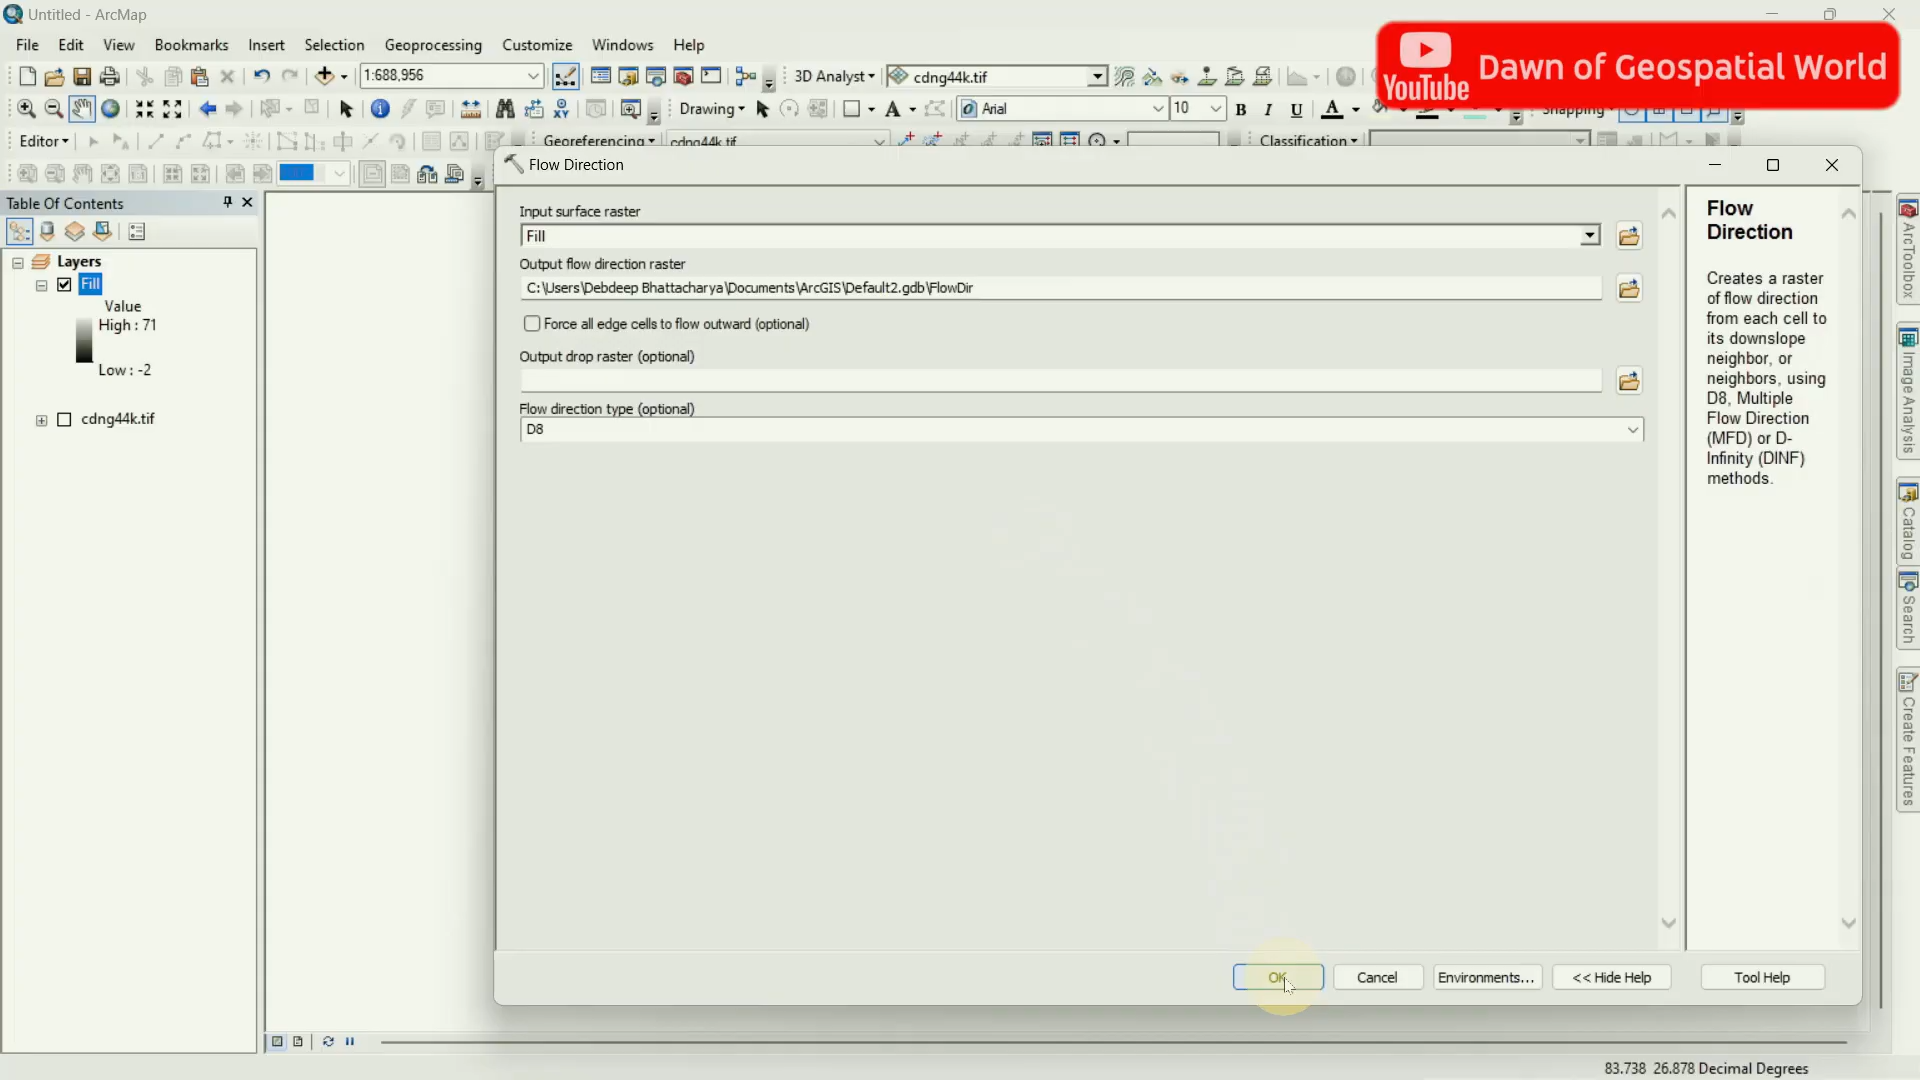 Untitled - ArcMap
File Edit View Bookmarks Insert Selection Geoprocessing Customize Windows Help
YouTube Dawn of Geospatial World
1:688,956 3D Analyst cdng44k.tif
Drawing Arial 10 B I U A Snapping
Editor Georeferencing cdng44k.tif Classification
Flow Direction
Table Of Contents
Layers
Fill
Value
High : 71
Low : -2
cdng44k.tif
Input surface raster
Fill
Output flow direction raster
C:\Users\Debdeep Bhattacharya\Documents\ArcGIS\Default2.gdb\FlowDir
Force all edge cells to flow outward (optional)
Output drop raster (optional)
Flow direction type (optional)
D8
Flow
Direction
Creates a raster
of flow direction
from each cell to
its downslope
neighbor, or
neighbors, using
D8, Multiple
Flow Direction
(MFD) or D-
Infinity (DINF)
methods.
OK Cancel Environments... << Hide Help Tool Help
ArcToolbox
Image Analysis
Catalog
Search
Create Features
83.738 26.878 Decimal Degrees